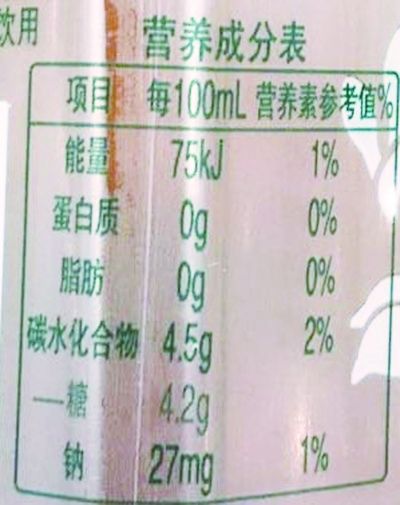 饮用
营养成分表
项目 每100mL 营养素参考值%
能量 75kJ 1%
蛋白质 0g 0%
脂肪 0g 0%
碳水化合物 4.5g 2%
—糖 4.2g
钠 27mg 1%